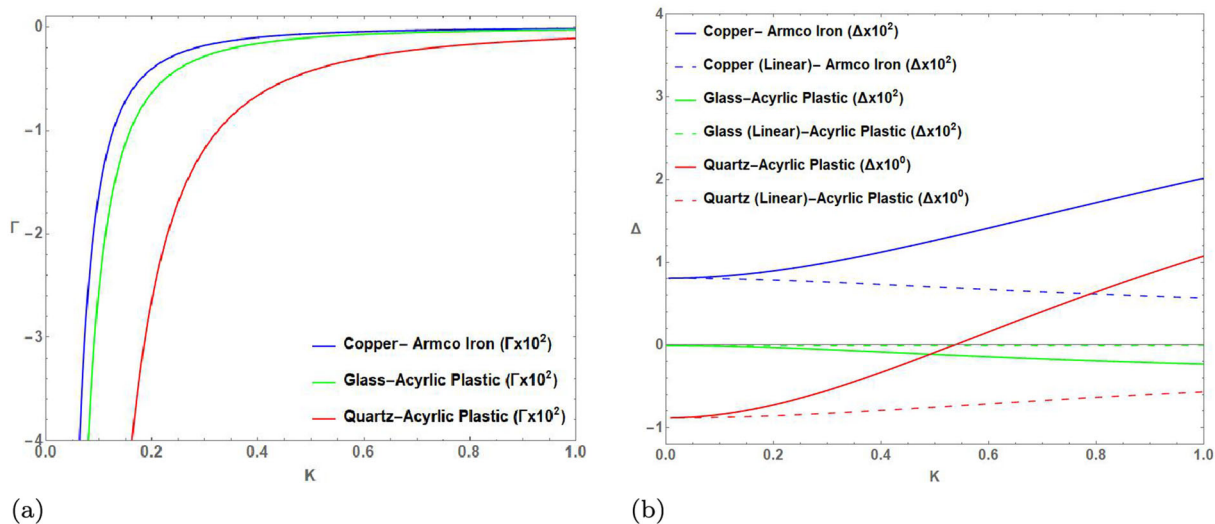 0
−1
Γ
−2
−3
−4
Copper− Armco Iron (Γx10²)
Glass−Acyrlic Plastic (Γx10²)
Quartz−Acyrlic Plastic (Γx10²)
0.0 0.2 0.4 0.6 0.8 1.0
K
(a)
4
3
2
Δ
1
0
−1
Copper− Armco Iron (Δx10²)
Copper (Linear)− Armco Iron (Δx10²)
Glass−Acyrlic Plastic (Δx10²)
Glass (Linear)−Acyrlic Plastic (Δx10²)
Quartz−Acyrlic Plastic (Δx10⁰)
Quartz (Linear)−Acyrlic Plastic (Δx10⁰)
0.0 0.2 0.4 0.6 0.8 1.0
K
(b)